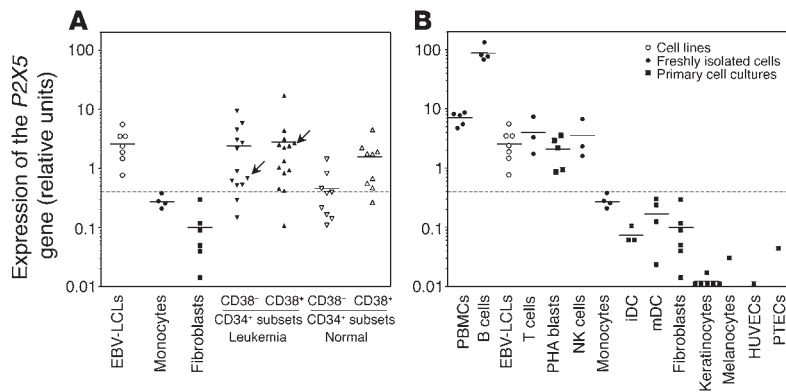 A
B
Expression of the P2X5
gene (relative units)
100
10
1
0.1
0.01
EBV-LCLs
Monocytes
Fibroblasts
CD38⁻ CD38⁺
CD34⁺ subsets
Leukemia
CD38⁻ CD38⁺
CD34⁺ subsets
Normal
100
10
1
0.1
0.01
Cell lines
Freshly isolated cells
Primary cell cultures
PBMCs
B cells
EBV-LCLs
T cells
PHA blasts
NK cells
Monocytes
iDC
mDC
Fibroblasts
Keratinocytes
Melanocytes
HUVECs
PTECs